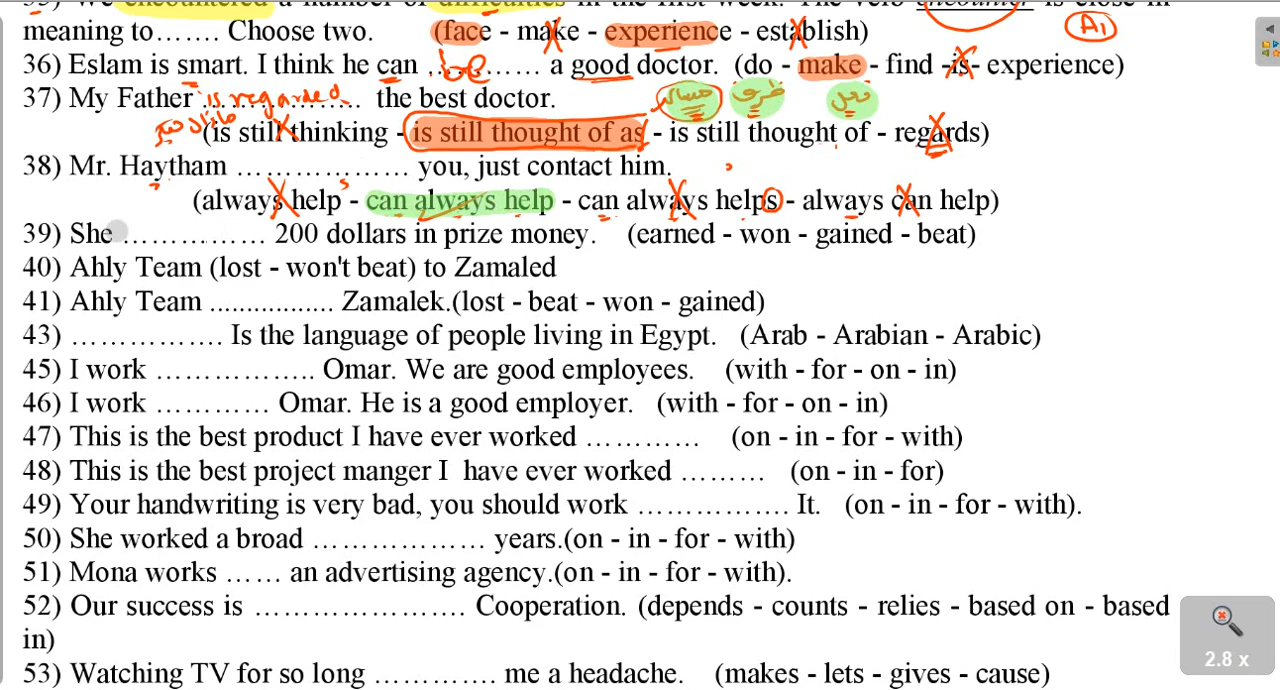 meaning to……. Choose two. (face - make - experience - establish) A1
36) Eslam is smart. I think he can ..be…… a good doctor. (do - make - find -is- experience)
37) My Father is regarded the best doctor.
(is still thinking - is still thought of as - is still thought of - regards)
38) Mr. Haytham ……………… you, just contact him.
(always help - can always help - can always helps - always can help)
39) She …………… 200 dollars in prize money. (earned - won - gained - beat)
40) Ahly Team (lost - won't beat) to Zamaled
41) Ahly Team ................. Zamalek.(lost - beat - won - gained)
43) ……………. Is the language of people living in Egypt. (Arab - Arabian - Arabic)
45) I work …………….. Omar. We are good employees. (with - for - on - in)
46) I work ………… Omar. He is a good employer. (with - for - on - in)
47) This is the best product I have ever worked ………… (on - in - for - with)
48) This is the best project manger I have ever worked ……… (on - in - for)
49) Your handwriting is very bad, you should work ……………. It. (on - in - for - with).
50) She worked a broad ……………… years.(on - in - for - with)
51) Mona works …… an advertising agency.(on - in - for - with).
52) Our success is …………………. Cooperation. (depends - counts - relies - based on - based
in)
53) Watching TV for so long …………. me a headache. (makes - lets - gives - cause)
2.8 x